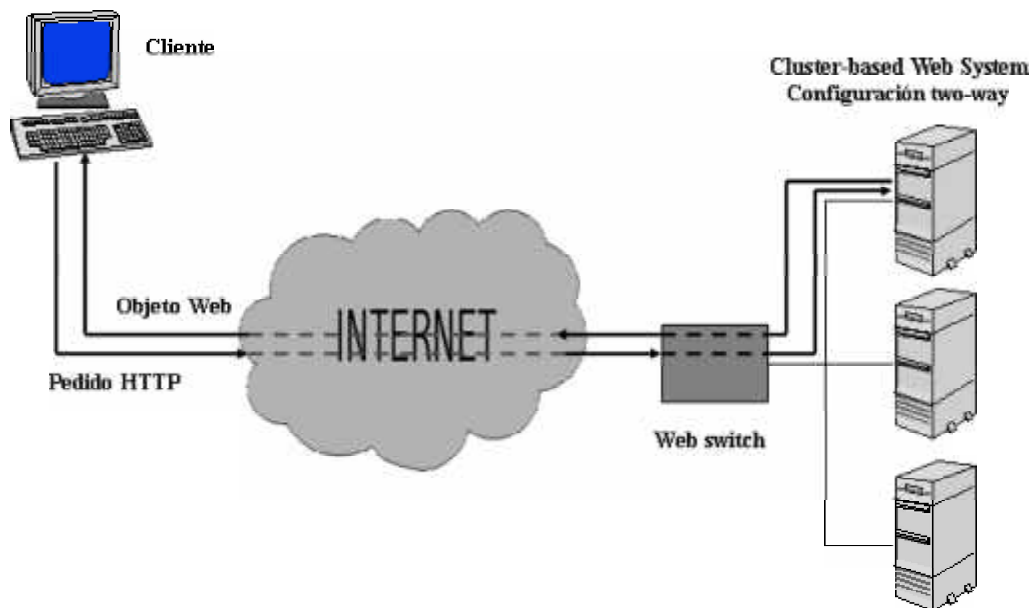 Cliente
Cluster-based Web System
Configuración two-way
Objeto Web
INTERNET
Pedido HTTP
Web switch